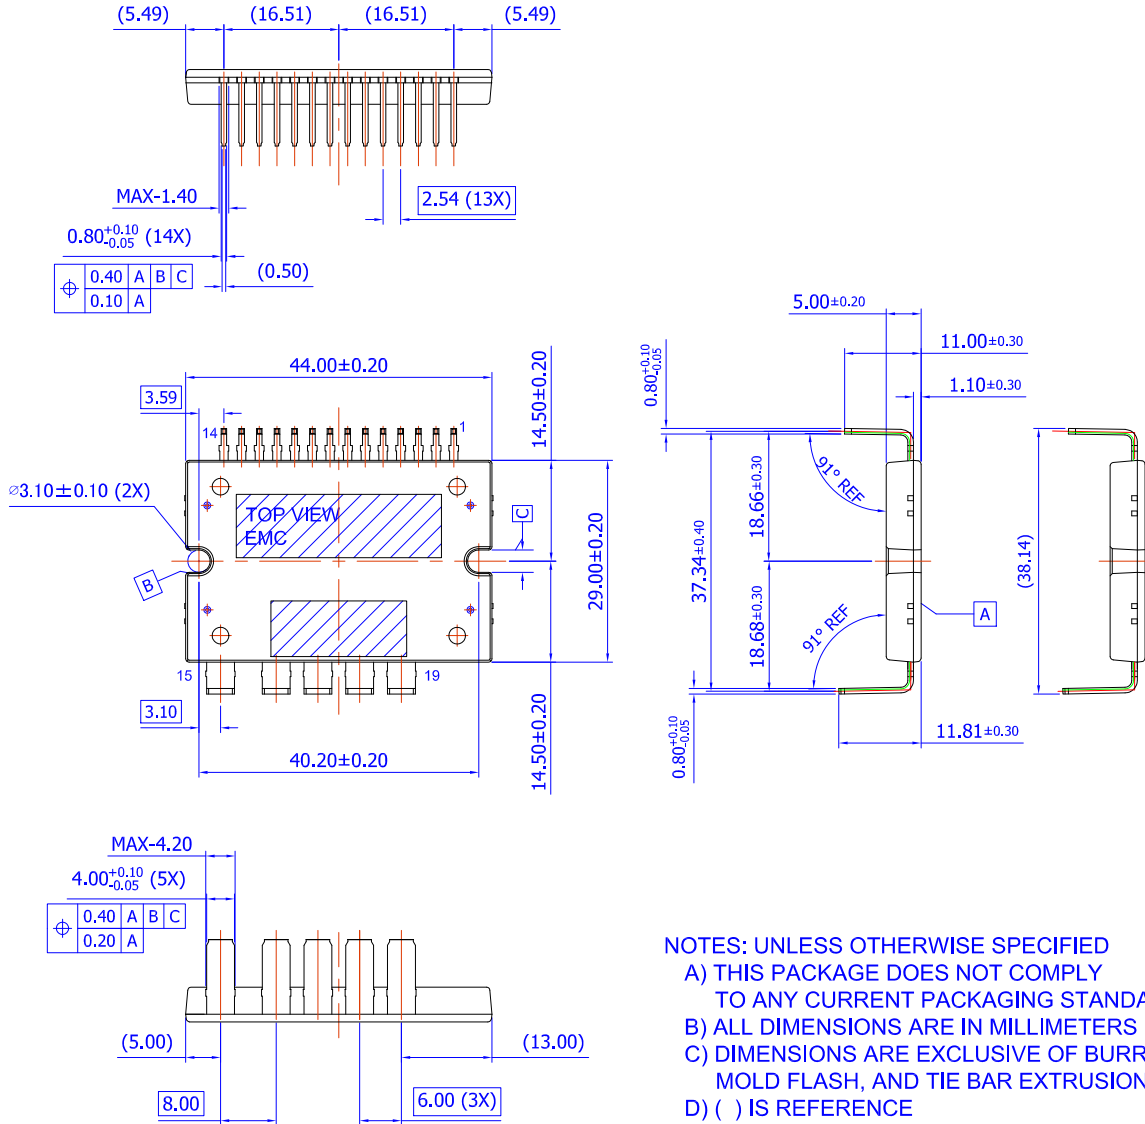 (5.49) (16.51) (16.51) (5.49)
MAX-1.40
2.54 (13X)
0.80+0.10 -0.05 (14X)
⌖ 0.40 A B C
0.10 A
(0.50)
44.00±0.20
3.59
14 1
14.50±0.20
⌀3.10±0.10 (2X)
TOP VIEW
EMC
C
B
29.00±0.20
15 19
3.10
14.50±0.20
40.20±0.20
5.00±0.20
11.00±0.30
1.10±0.30
0.80+0.10 -0.05
91° REF
18.66±0.30
37.34±0.40
(38.14)
A
91° REF
18.68±0.30
0.80+0.10 -0.05
11.81±0.30
MAX-4.20
4.00+0.10 -0.05 (5X)
⌖ 0.40 A B C
0.20 A
(5.00) (13.00)
8.00 6.00 (3X)
NOTES: UNLESS OTHERWISE SPECIFIED
A) THIS PACKAGE DOES NOT COMPLY
TO ANY CURRENT PACKAGING STANDA
B) ALL DIMENSIONS ARE IN MILLIMETERS
C) DIMENSIONS ARE EXCLUSIVE OF BURR
MOLD FLASH, AND TIE BAR EXTRUSION
D) ( ) IS REFERENCE